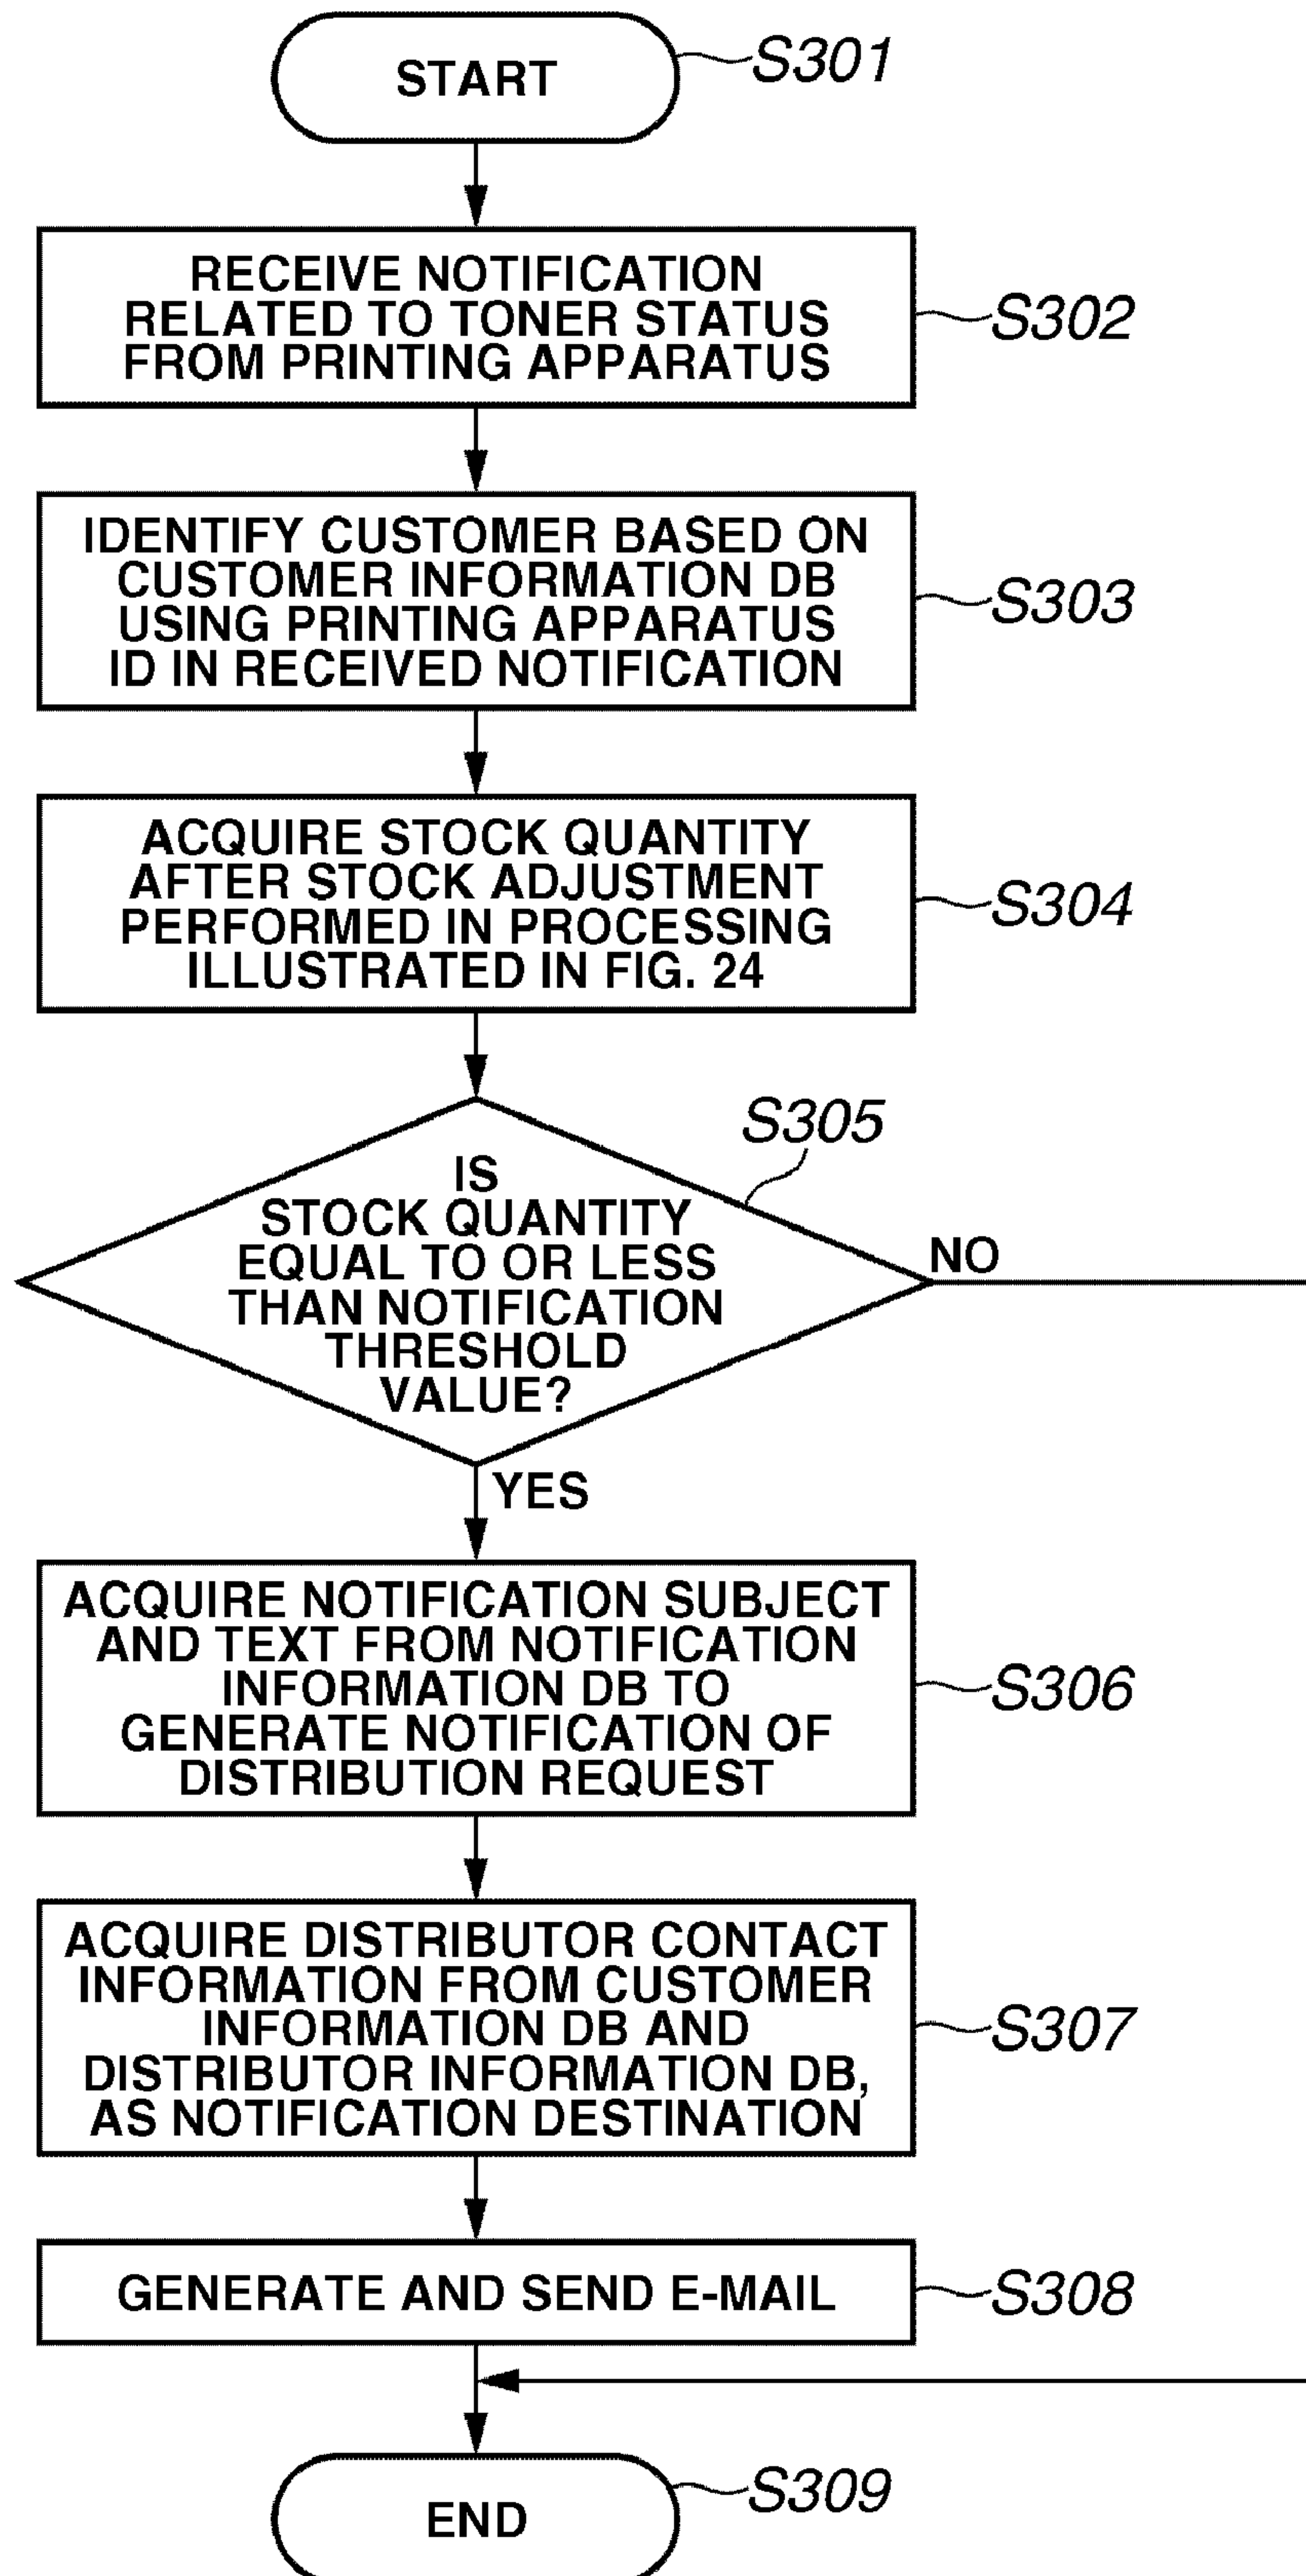 START
S301
RECEIVE NOTIFICATION
RELATED TO TONER STATUS
FROM PRINTING APPARATUS
S302
IDENTIFY CUSTOMER BASED ON
CUSTOMER INFORMATION DB
USING PRINTING APPARATUS
ID IN RECEIVED NOTIFICATION
S303
ACQUIRE STOCK QUANTITY
AFTER STOCK ADJUSTMENT
PERFORMED IN PROCESSING
ILLUSTRATED IN FIG. 24
S304
S305
IS
STOCK QUANTITY
EQUAL TO OR LESS
THAN NOTIFICATION
THRESHOLD
VALUE?
NO
YES
ACQUIRE NOTIFICATION SUBJECT
AND TEXT FROM NOTIFICATION
INFORMATION DB TO
GENERATE NOTIFICATION OF
DISTRIBUTION REQUEST
S306
ACQUIRE DISTRIBUTOR CONTACT
INFORMATION FROM CUSTOMER
INFORMATION DB AND
DISTRIBUTOR INFORMATION DB,
AS NOTIFICATION DESTINATION
S307
GENERATE AND SEND E-MAIL
S308
END
S309